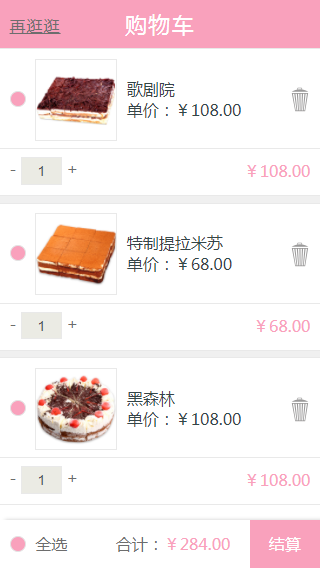 再逛逛 购物车
歌剧院
单价：￥108.00
- 1 + ￥108.00
特制提拉米苏
单价：￥68.00
- 1 + ￥68.00
黑森林
单价：￥108.00
- 1 + ￥108.00
全选 合计：￥284.00 结算